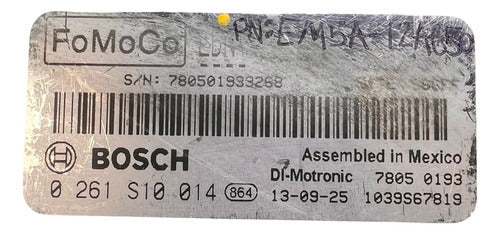 FoMoCo PN:EM5A-12A650
S/N: 780501933268
BOSCH Assembled in Mexico
DI-Motronic 7805 0193
0 261 S10 014 864 13-09-25 1039S67819